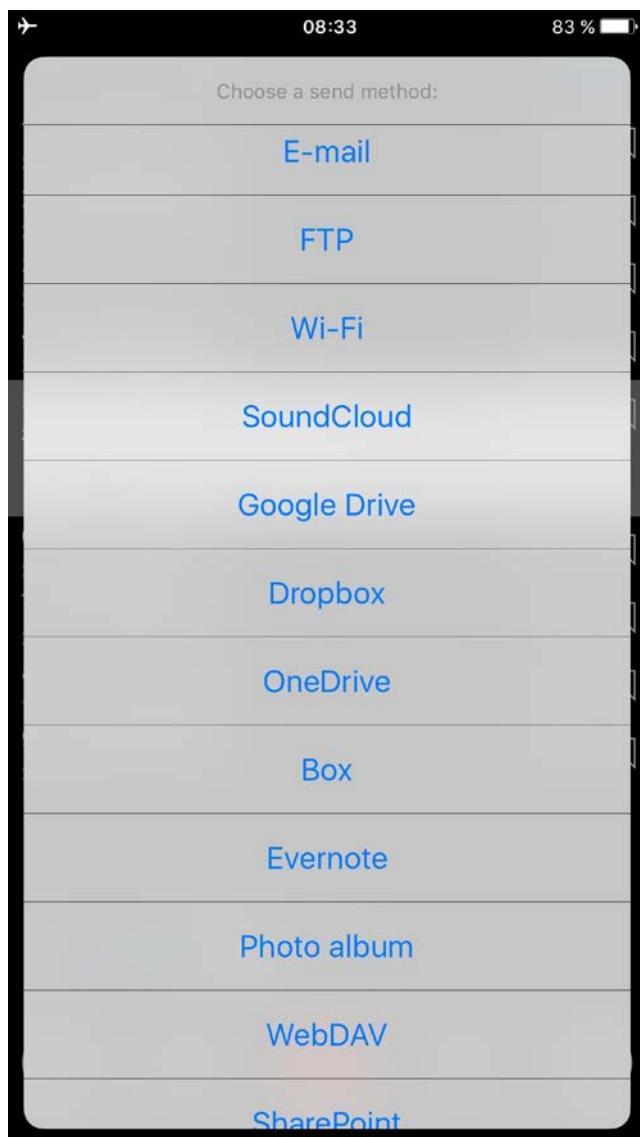 08:33
83 %
Choose a send method:
E-mail
FTP
Wi-Fi
SoundCloud
Google Drive
Dropbox
OneDrive
Box
Evernote
Photo album
WebDAV
SharePoint